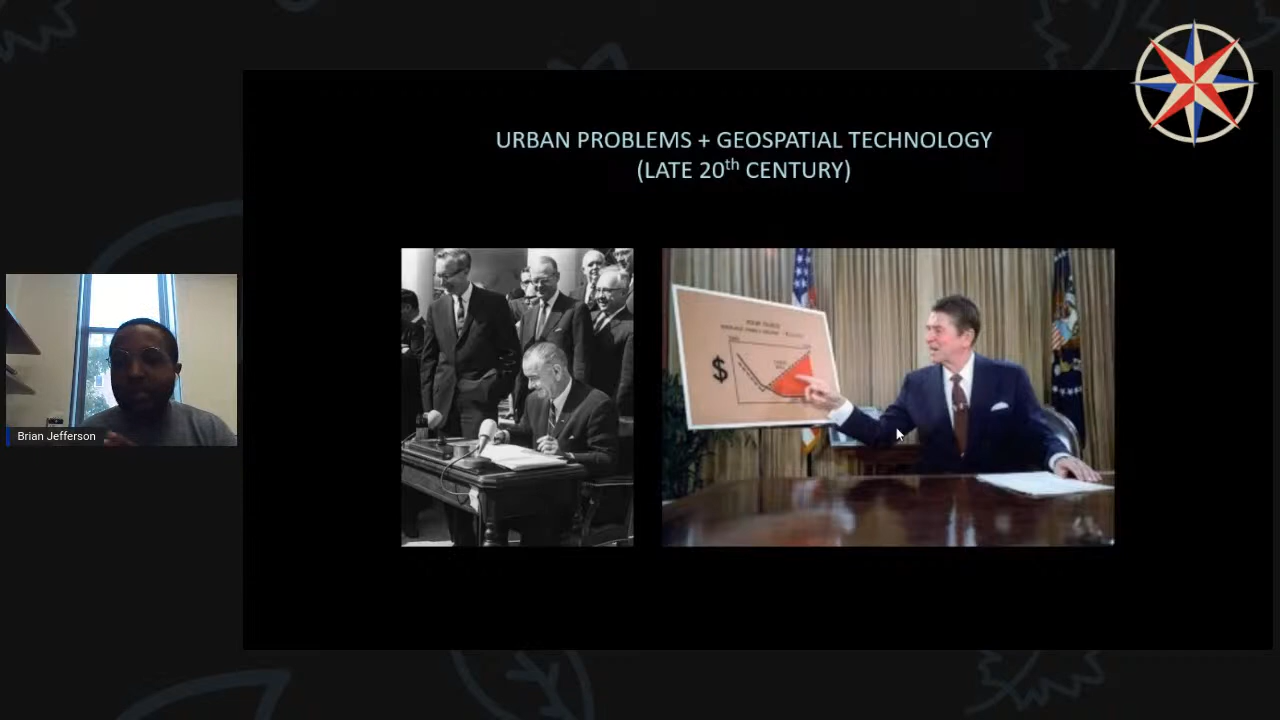 URBAN PROBLEMS + GEOSPATIAL TECHNOLOGY
(LATE 20th CENTURY)
$
Brian Jefferson